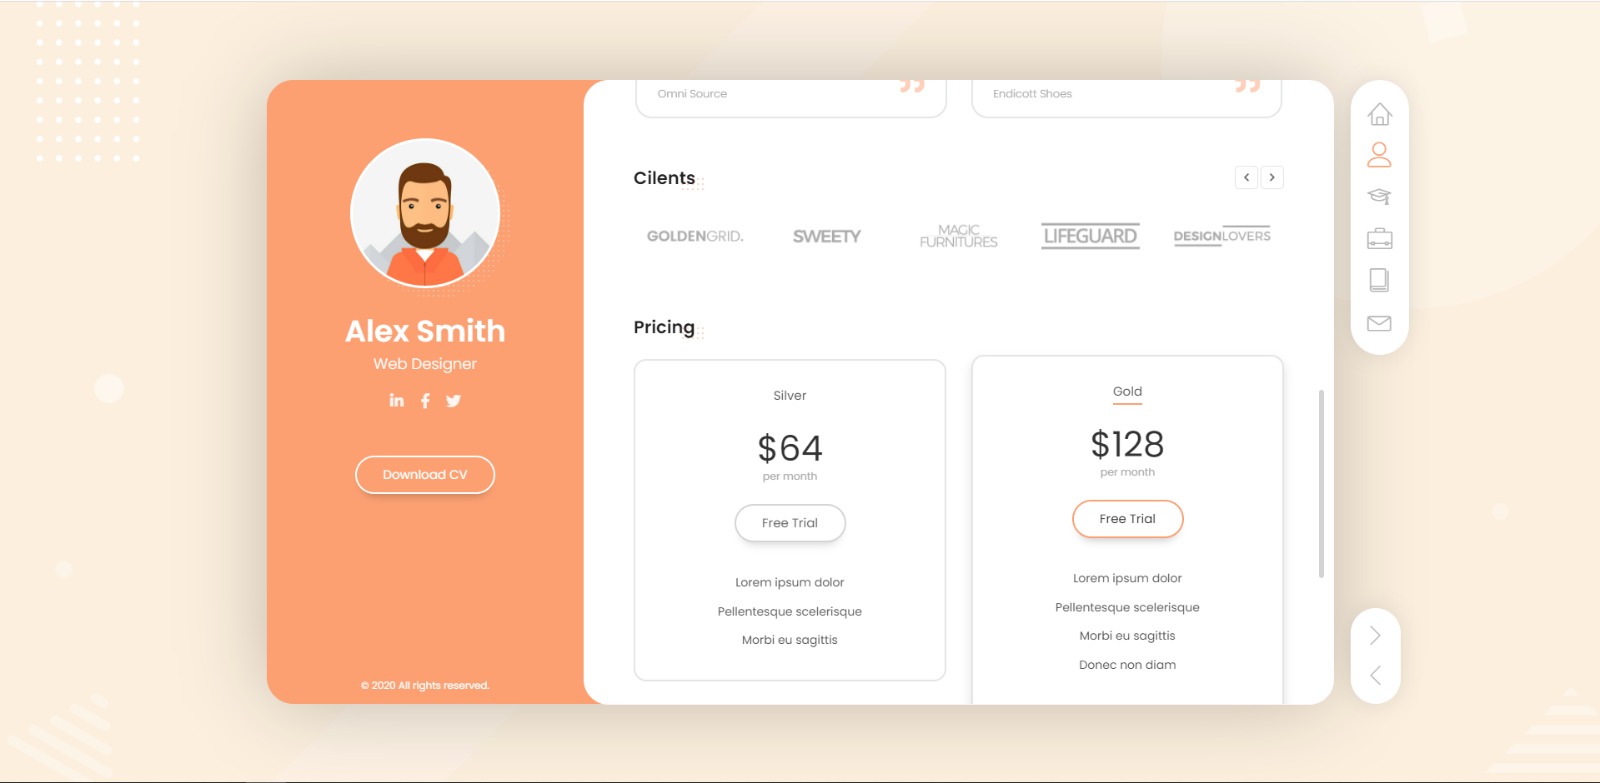 Omni Source
Endicott Shoes
Cilents
GOLDENGRID.
SWEETY
MAGIC
FURNITURES
LIFEGUARD
DESIGNLOVERS
Alex Smith
Web Designer
Download CV
© 2020 All rights reserved.
Pricing
Silver
$64
per month
Free Trial
Lorem ipsum dolor
Pellentesque scelerisque
Morbi eu sagittis
Gold
$128
per month
Free Trial
Lorem ipsum dolor
Pellentesque scelerisque
Morbi eu sagittis
Donec non diam